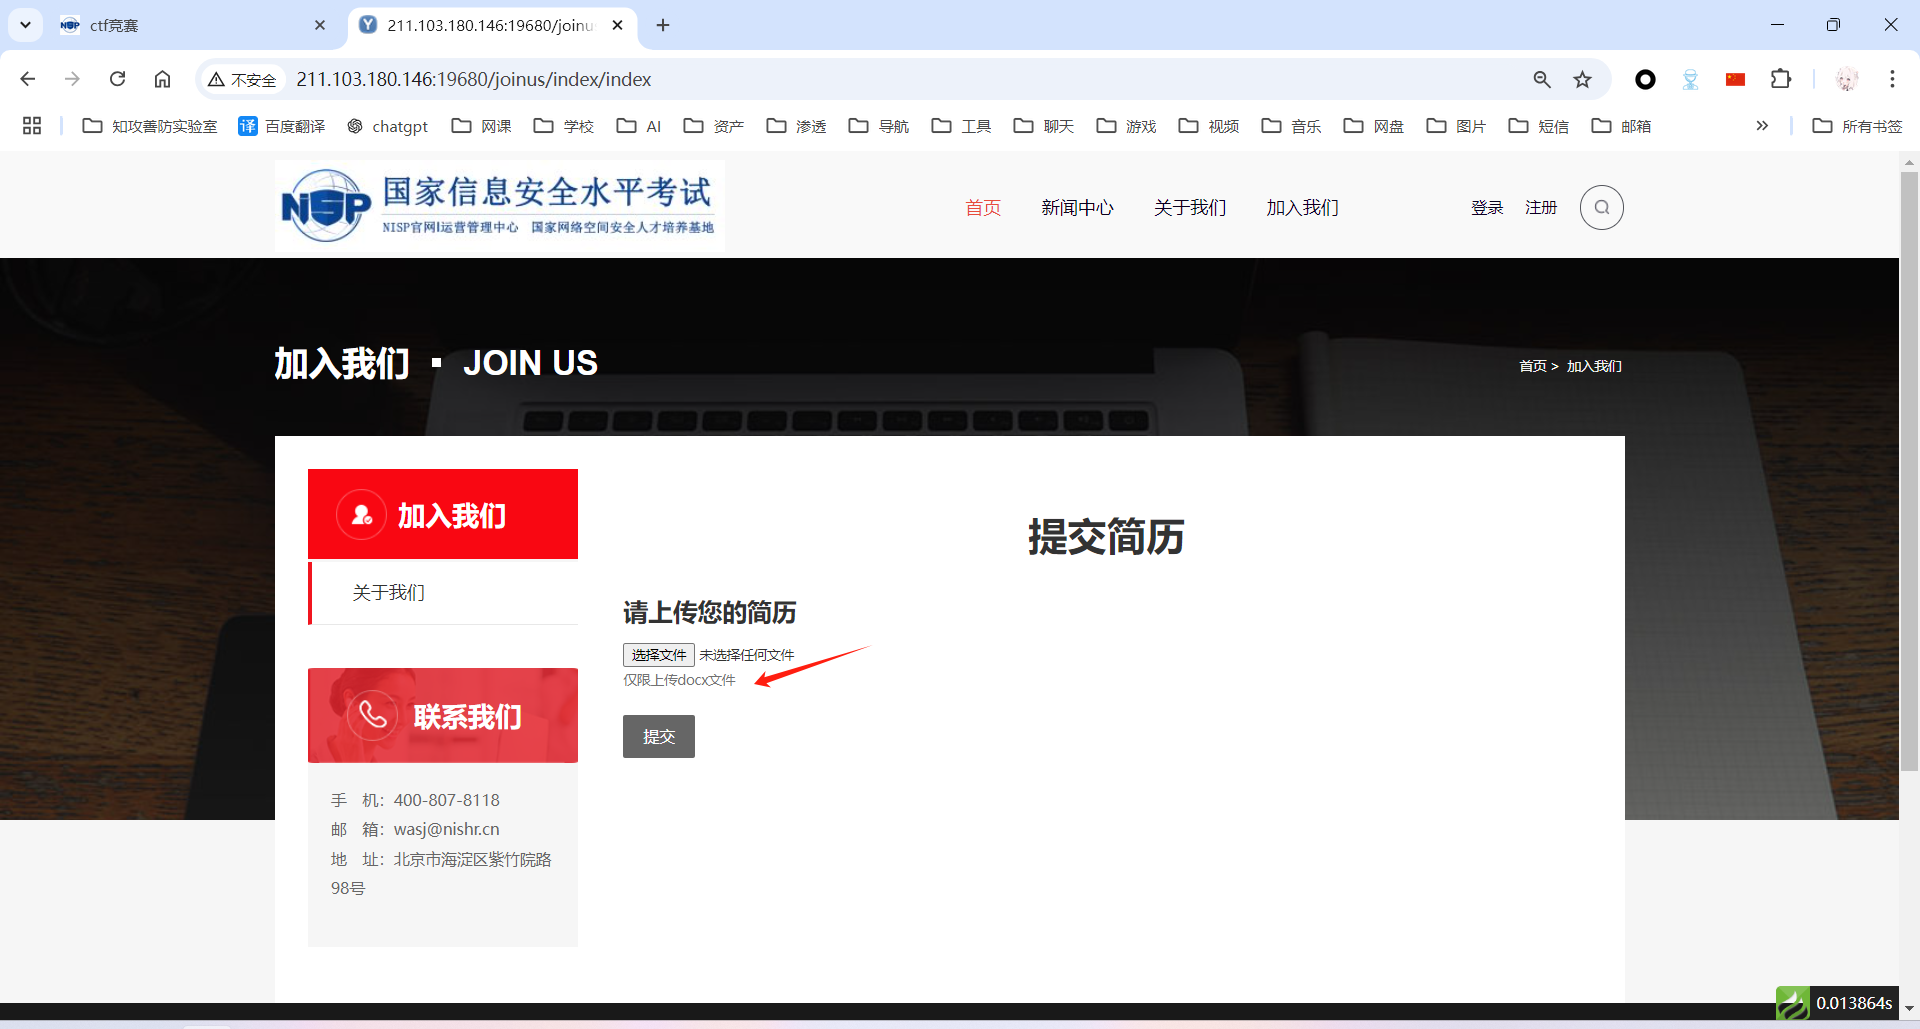 ctf竞赛
211.103.180.146:19680/joinu
不安全
211.103.180.146:19680/joinus/index/index
知攻善防实验室
译
百度翻译
chatgpt
网课
学校
AI
资产
渗透
导航
工具
聊天
游戏
视频
音乐
网盘
图片
短信
邮箱
所有书签
NISP
国家信息安全水平考试
NISP官网|运营管理中心 国家网络空间安全人才培养基地
首页
新闻中心
关于我们
加入我们
登录
注册
加入我们 ▪ JOIN US
首页 > 加入我们
加入我们
关于我们
联系我们
手 机：400-807-8118
邮 箱：wasj@nishr.cn
地 址：北京市海淀区紫竹院路
98号
提交简历
请上传您的简历
选择文件 未选择任何文件
仅限上传docx文件
提交
0.013864s